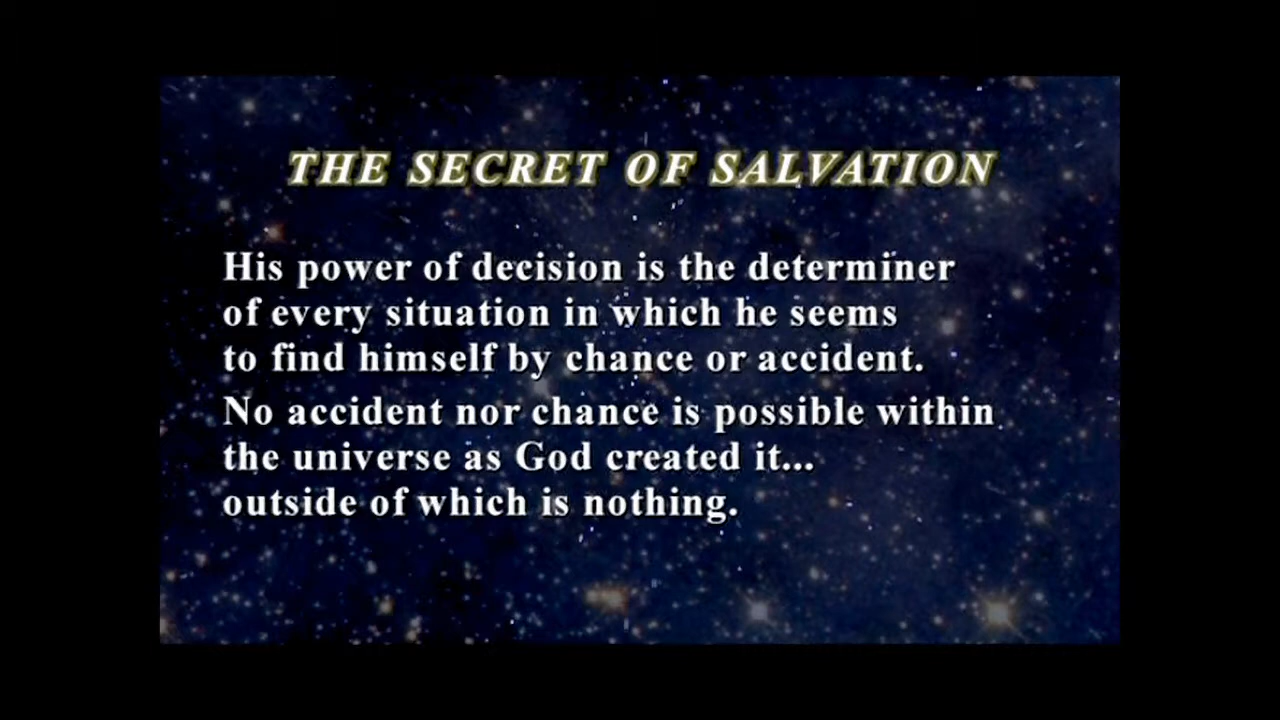 THE SECRET OF SALVATION
His power of decision is the determiner
of every situation in which he seems
to find himself by chance or accident.
No accident nor chance is possible within
the universe as God created it...
outside of which is nothing.